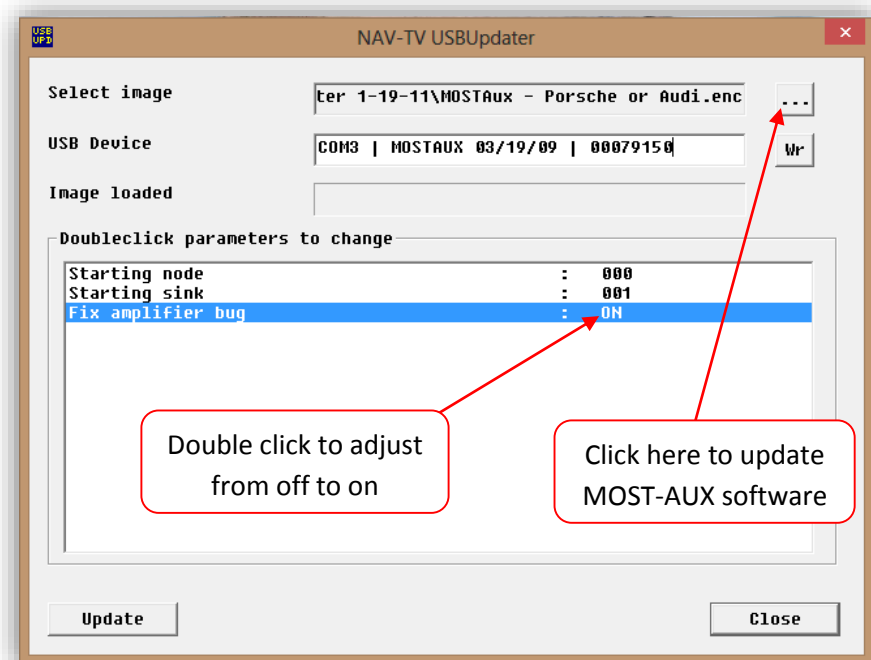 USB
UPD
NAV-TV USBUpdater
×
Select image
ter 1-19-11\MOSTAux - Porsche or Audi.enc
...
USB Device
COM3 | MOSTAUX 03/19/09 | 00079150
Wr
Image loaded
Doubleclick parameters to change
Starting node : 000
Starting sink : 001
Fix amplifier bug : ON
Double click to adjust
from off to on
Click here to update
MOST-AUX software
Update
Close